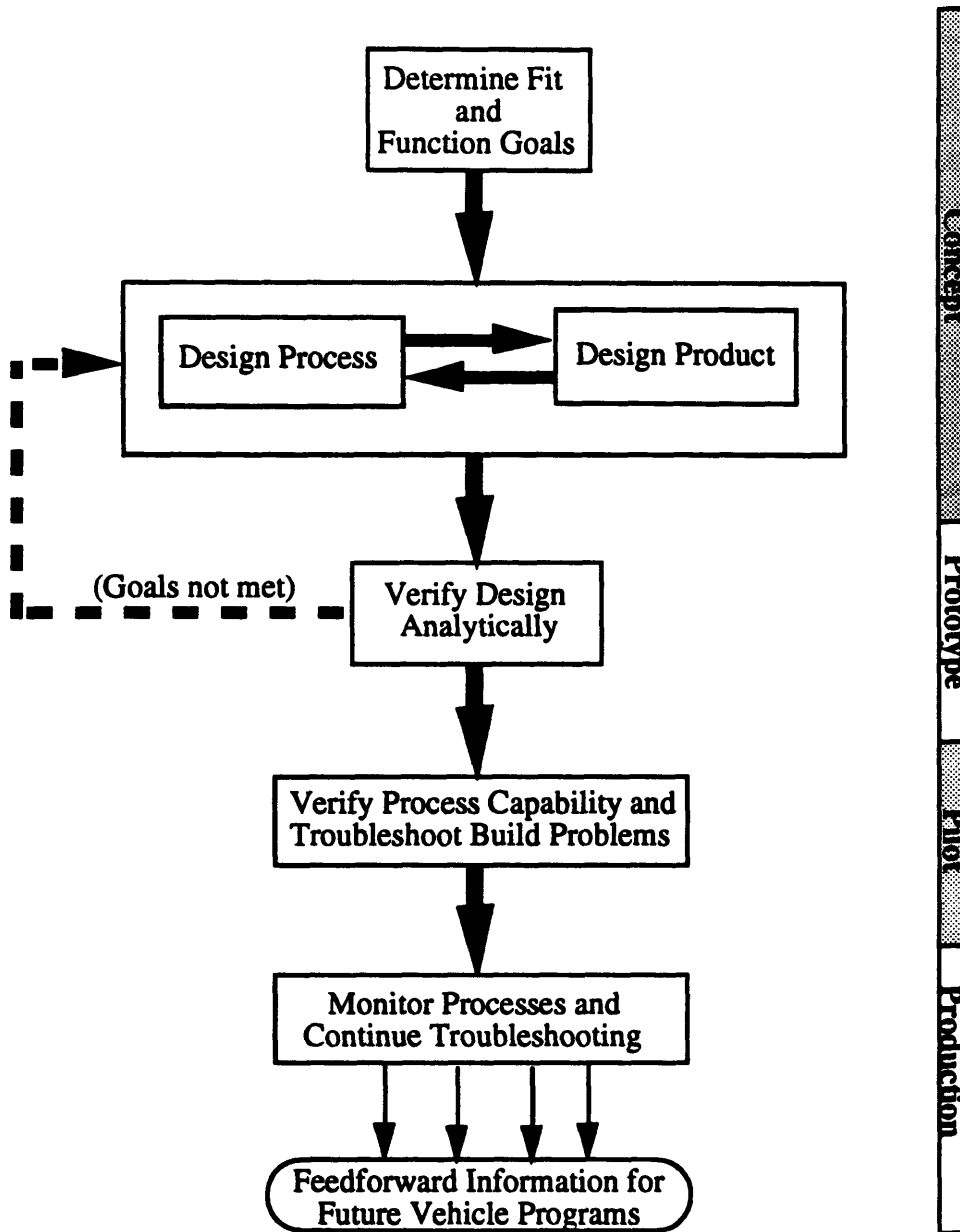 Determine Fit
and
Function Goals
Design Process
Design Product
(Goals not met)
Verify Design
Analytically
Verify Process Capability and
Troubleshoot Build Problems
Monitor Processes and
Continue Troubleshooting
Feedforward Information for
Future Vehicle Programs
Concept
Prototype
Pilot
Production